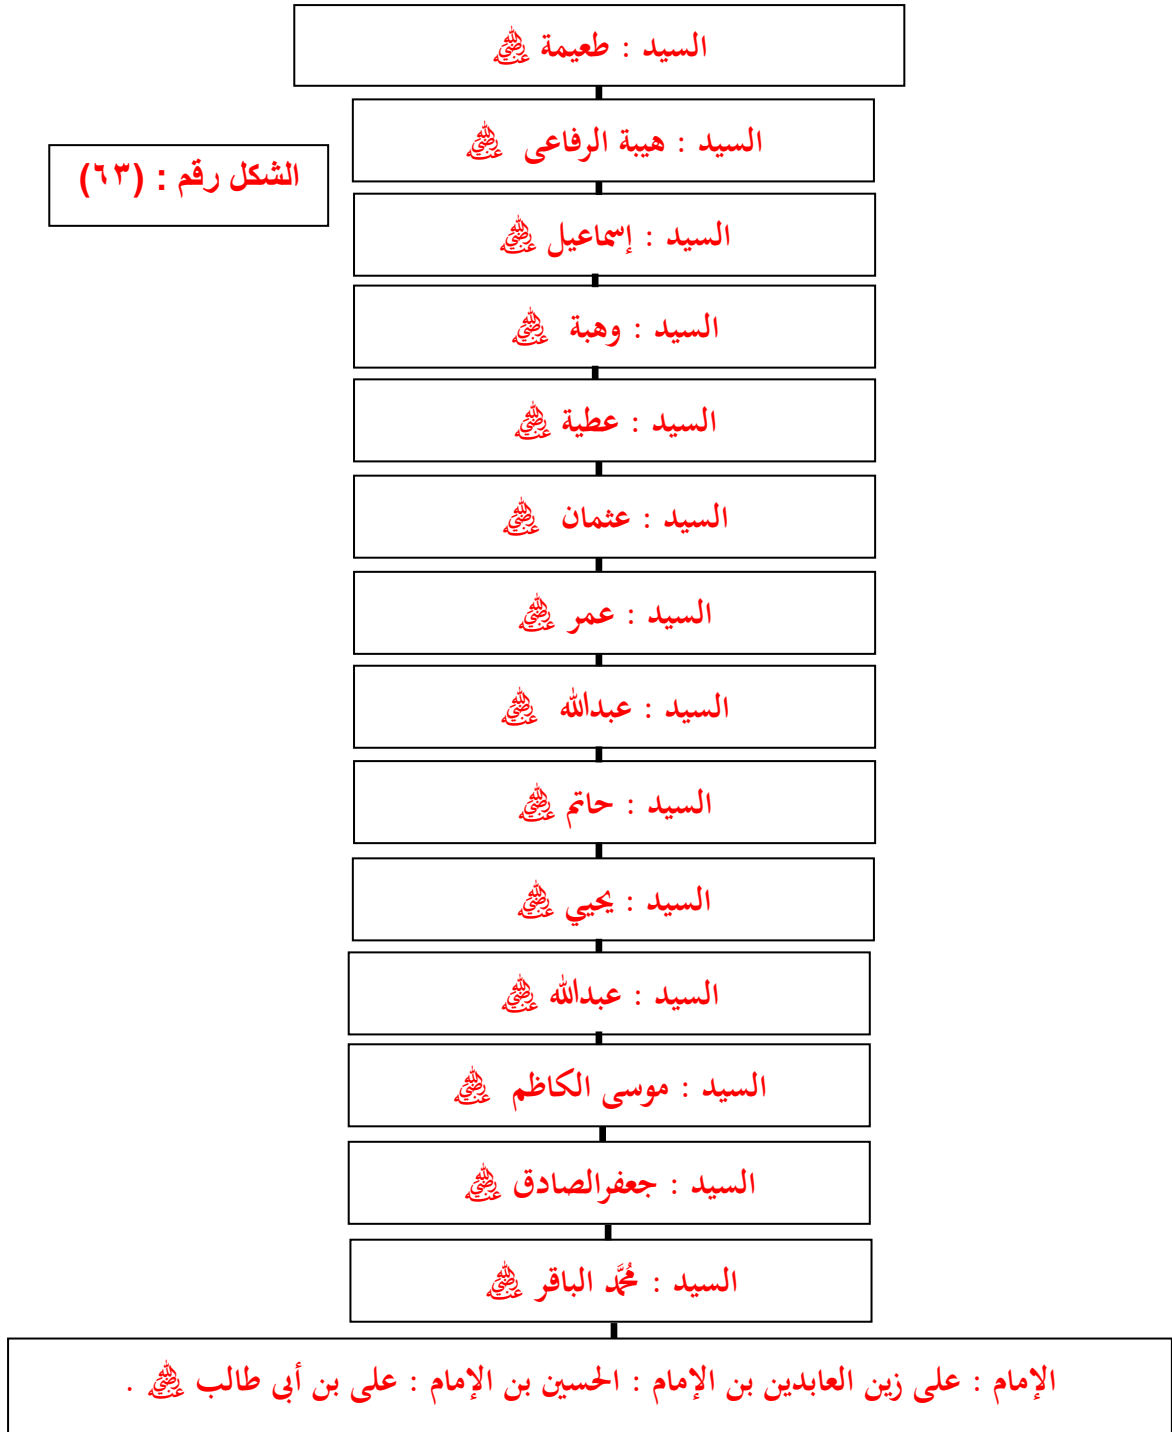 السيد : طعيمة ﵁
السيد : هيبة الرفاعى ﵁
الشكل رقم : (٦٣)
السيد : إسماعيل ﵁
السيد : وهبة ﵁
السيد : عطية ﵁
السيد : عثمان ﵁
السيد : عمر ﵁
السيد : عبدالله ﵁
السيد : حاتم ﵁
السيد : يحيي ﵁
السيد : عبدالله ﵁
السيد : موسى الكاظم ﵁
السيد : جعفرالصادق ﵁
السيد : مُحَمَّد الباقر ﵁
الإمام : على زين العابدين بن الإمام : الحسين بن الإمام : على بن أبى طالب ﵁ .